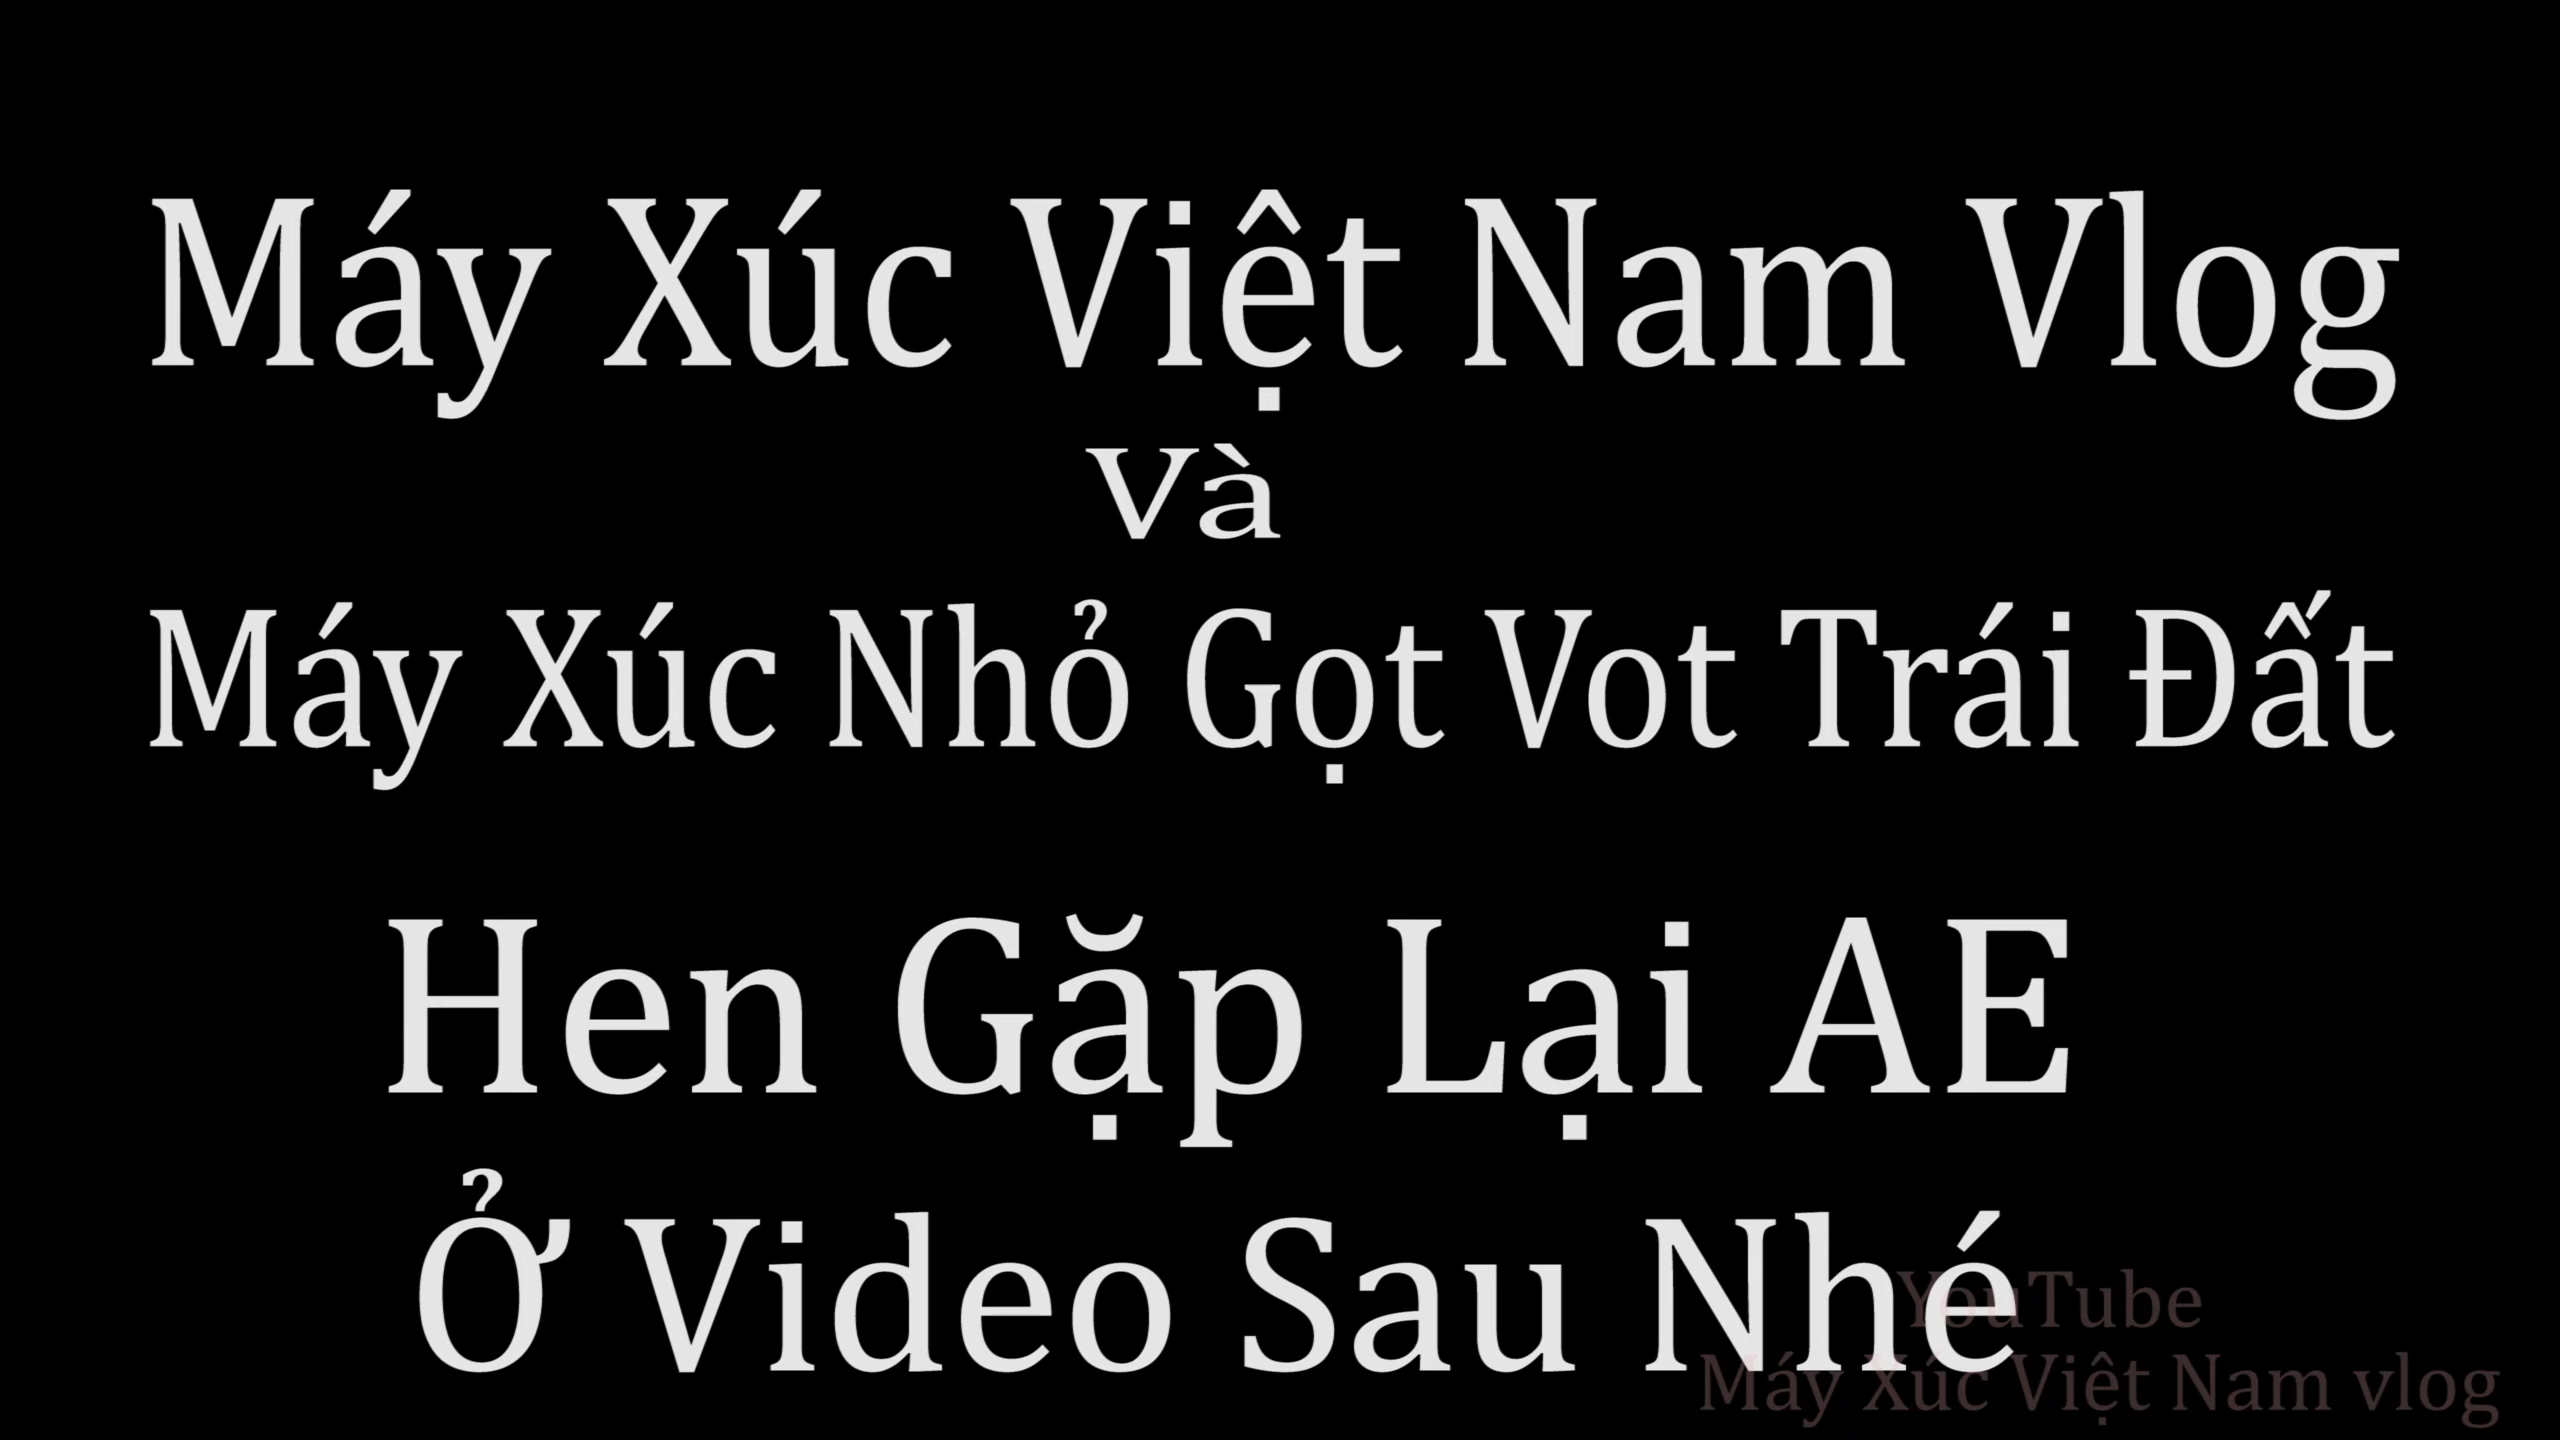 Máy Xúc Việt Nam Vlog
Và
Máy Xúc Nhỏ Gọt Vot Trái Đất
Hen Gặp Lại AE
Ở Video Sau Nhé
YouTube
Máy Xúc Việt Nam vlog